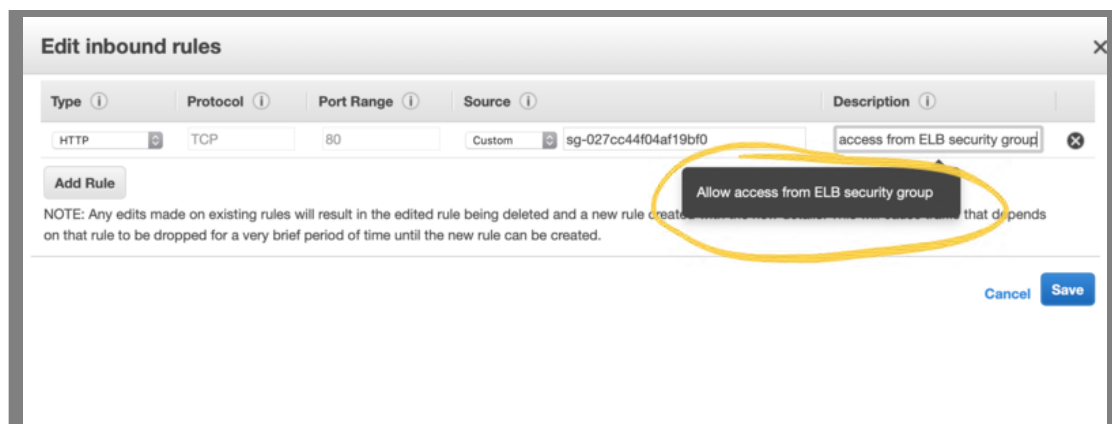 Edit inbound rules
Type Protocol Port Range Source Description
HTTP TCP 80 Custom sg-027cc44f04af19bf0 access from ELB security group
Add Rule
Allow access from ELB security group
NOTE: Any edits made on existing rules will result in the edited rule being deleted and a new rule created that depends
on that rule to be dropped for a very brief period of time until the new rule can be created.
Cancel Save